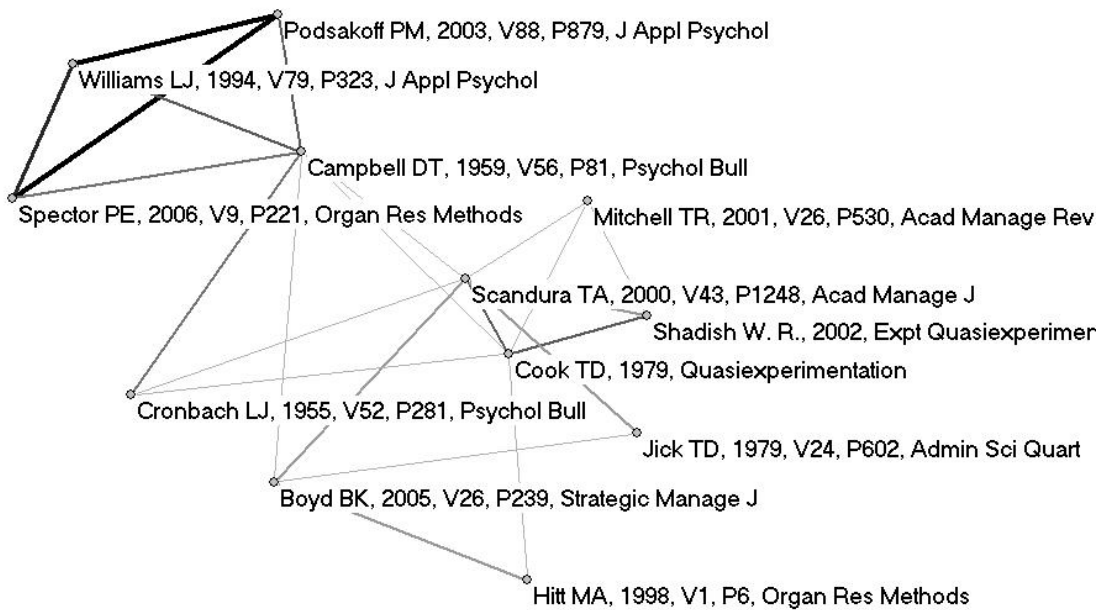 Podsakoff PM, 2003, V88, P879, J Appl Psychol
Williams LJ, 1994, V79, P323, J Appl Psychol
Campbell DT, 1959, V56, P81, Psychol Bull
Spector PE, 2006, V9, P221, Organ Res Methods
Mitchell TR, 2001, V26, P530, Acad Manage Rev
Scandura TA, 2000, V43, P1248, Acad Manage J
Shadish W. R., 2002, Expt Quasiexperimen
Cook TD, 1979, Quasiexperimentation
Cronbach LJ, 1955, V52, P281, Psychol Bull
Jick TD, 1979, V24, P602, Admin Sci Quart
Boyd BK, 2005, V26, P239, Strategic Manage J
Hitt MA, 1998, V1, P6, Organ Res Methods